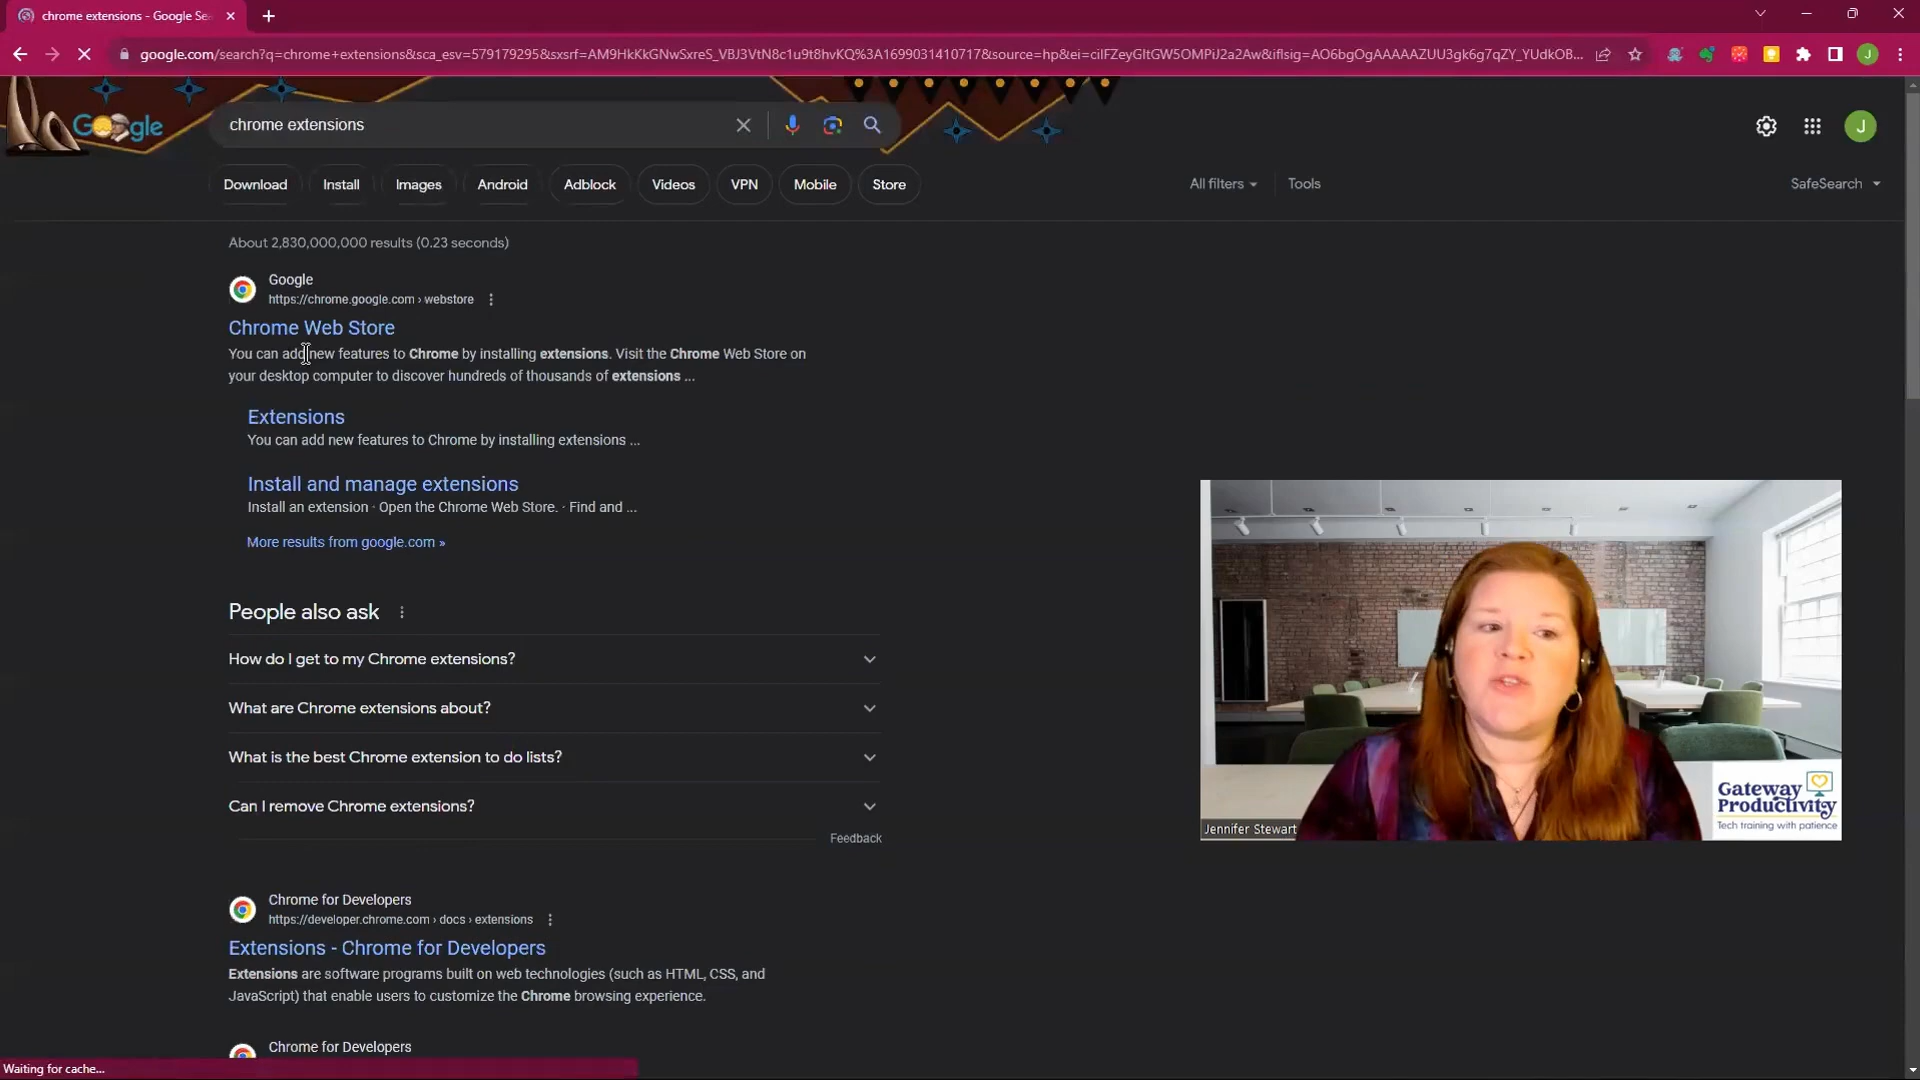 chrome extensions - Google Se
google.com/search?q=chrome+extensions&sca_esv=579179295&sxsrf=AM9HkKkGNwSxreS_VBJ3VtN8c1u9t8hvKQ%3A1699031410717&source=hp&ei=
J
Google
chrome extensions
J
Download
Install
Images
Android
Adblock
Videos
VPN
Mobile
Store
All filters
Tools
SafeSearch
About 2,830,000,000 results (0.23 seconds)
Google
https://chrome.google.com › webstore
Chrome Web Store
You can add new features to Chrome by installing extensions. Visit the Chrome Web Store on
your desktop computer to discover hundreds of thousands of extensions ...
Extensions
You can add new features to Chrome by installing extensions ...
Install and manage extensions
Install an extension · Open the Chrome Web Store. · Find and ...
More results from google.com »
People also ask
How do I get to my Chrome extensions?
What are Chrome extensions about?
What is the best Chrome extension to do lists?
Can I remove Chrome extensions?
Feedback
Chrome for Developers
https://developer.chrome.com › docs › extensions
Extensions - Chrome for Developers
Extensions are software programs built on web technologies (such as HTML, CSS, and
JavaScript) that enable users to customize the Chrome browsing experience.
Chrome for Developers
Waiting for cache...
Jennifer Stewart
Gateway
Productivity
Tech training with patience